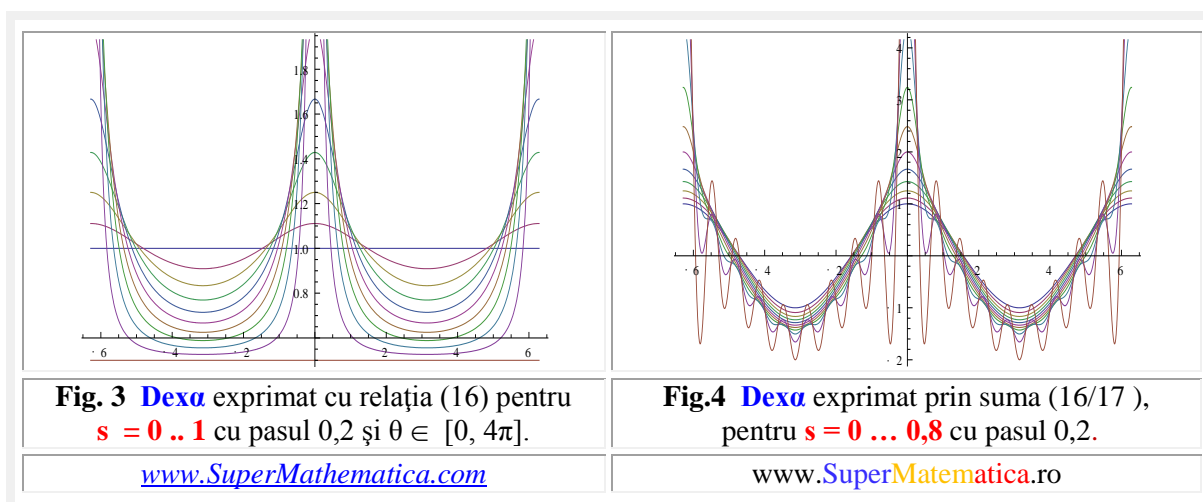 1.8
1.6
1.4
1.2
1.0
0.8
6 4 2 2 4 6
4
3
2
1
6 4 2 2 4 6
1
2
Fig. 3 Dexα exprimat cu relaţia (16) pentru
s = 0 .. 1 cu pasul 0,2 şi θ ∈ [0, 4π].
Fig.4 Dexα exprimat prin suma (16/17 ),
pentru s = 0 … 0,8 cu pasul 0,2.
www.SuperMathematica.com
www.SuperMatematica.ro